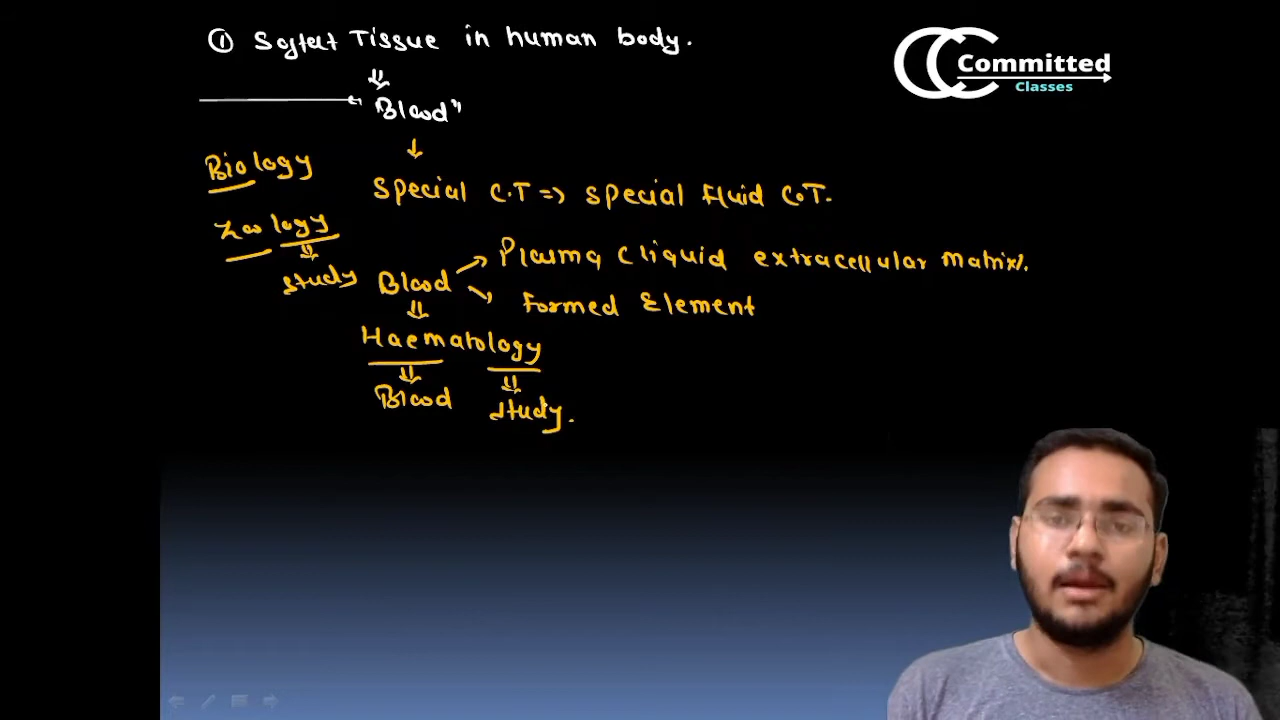 ① Softest Tissue in human body.
Committed
Classes
Blood"
Biology
Special C.T => Special Fluid C.T.
Zoology
study
Blood
Plasma (liquid extracellular matrix).
Formed Element
Haematology
Blood
study.